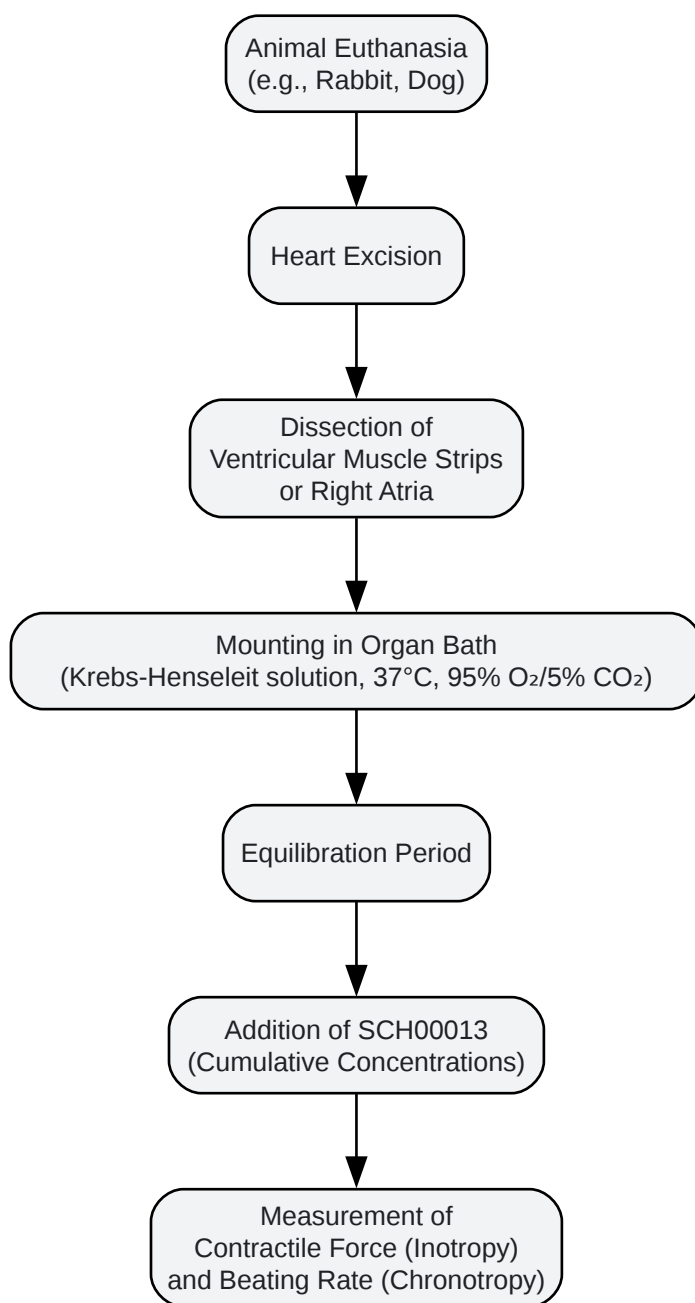 Animal Euthanasia
(e.g., Rabbit, Dog)
Heart Excision
Dissection of
Ventricular Muscle Strips
or Right Atria
Mounting in Organ Bath
(Krebs-Henseleit solution, 37°C, 95% O₂/5% CO₂)
Equilibration Period
Addition of SCH00013
(Cumulative Concentrations)
Measurement of
Contractile Force (Inotropy)
and Beating Rate (Chronotropy)